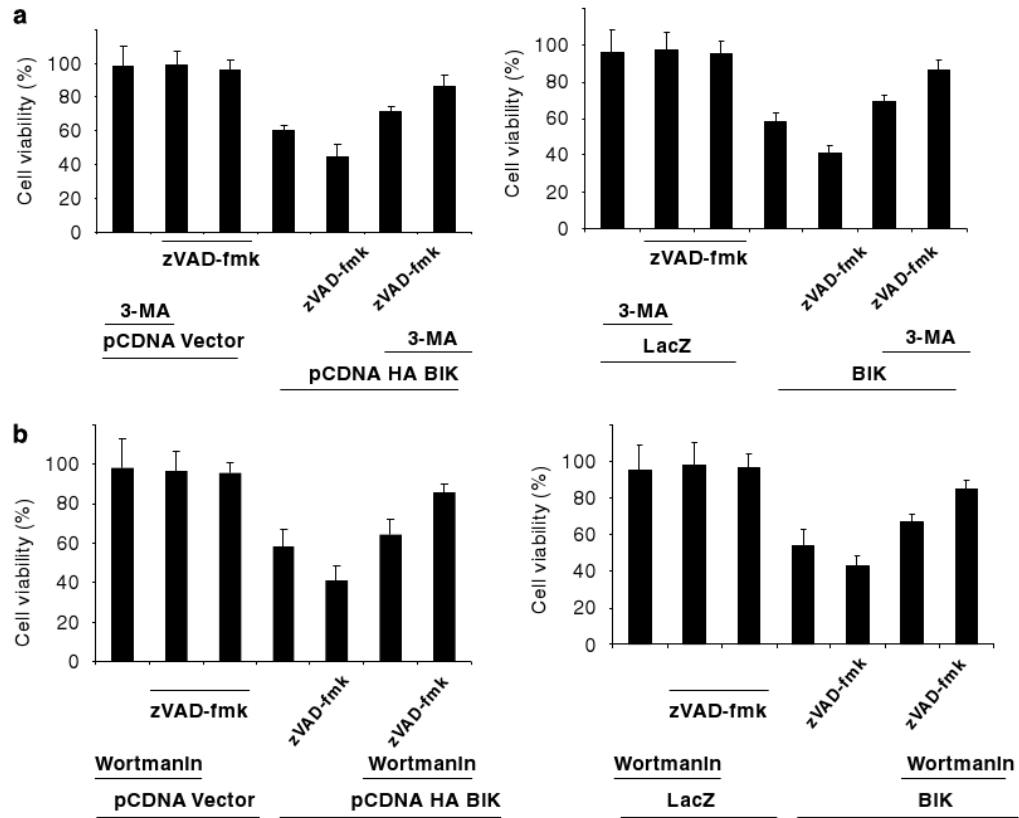 a
Cell viability (%)
100
80
60
40
20
0
zVAD-fmk
zVAD-fmk
zVAD-fmk
3-MA
pCDNA Vector
3-MA
pCDNA HA BIK
Cell viability (%)
100
80
60
40
20
0
zVAD-fmk
zVAD-fmk
zVAD-fmk
3-MA
LacZ
3-MA
BIK
b
Cell viability (%)
100
80
60
40
20
0
zVAD-fmk
zVAD-fmk
zVAD-fmk
Wortmanin
Wortmanin
pCDNA Vector
pCDNA HA BIK
Cell viability (%)
100
80
60
40
20
0
zVAD-fmk
zVAD-fmk
zVAD-fmk
Wortmanin
Wortmanin
LacZ
BIK